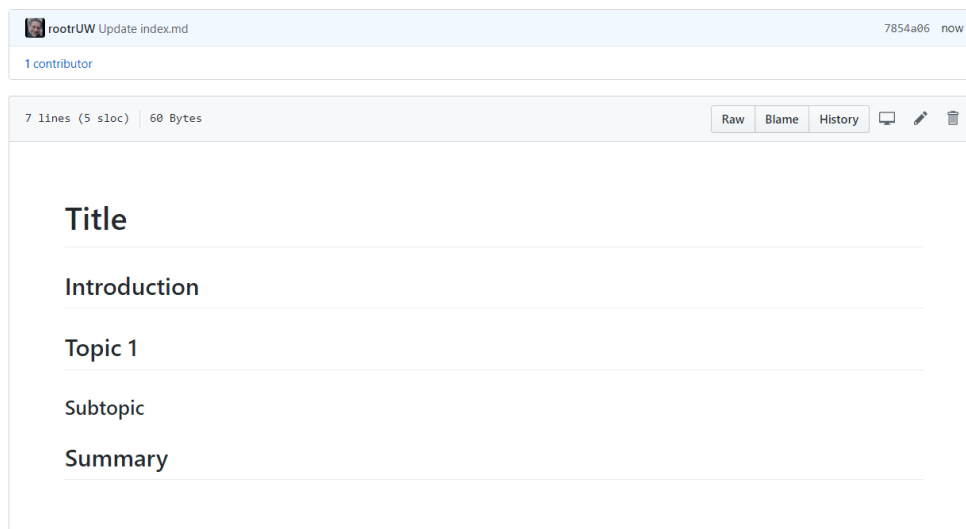 rootrUW Update index.md 7854a06 now
1 contributor
7 lines (5 sloc) 60 Bytes Raw Blame History
Title
Introduction
Topic 1
Subtopic
Summary